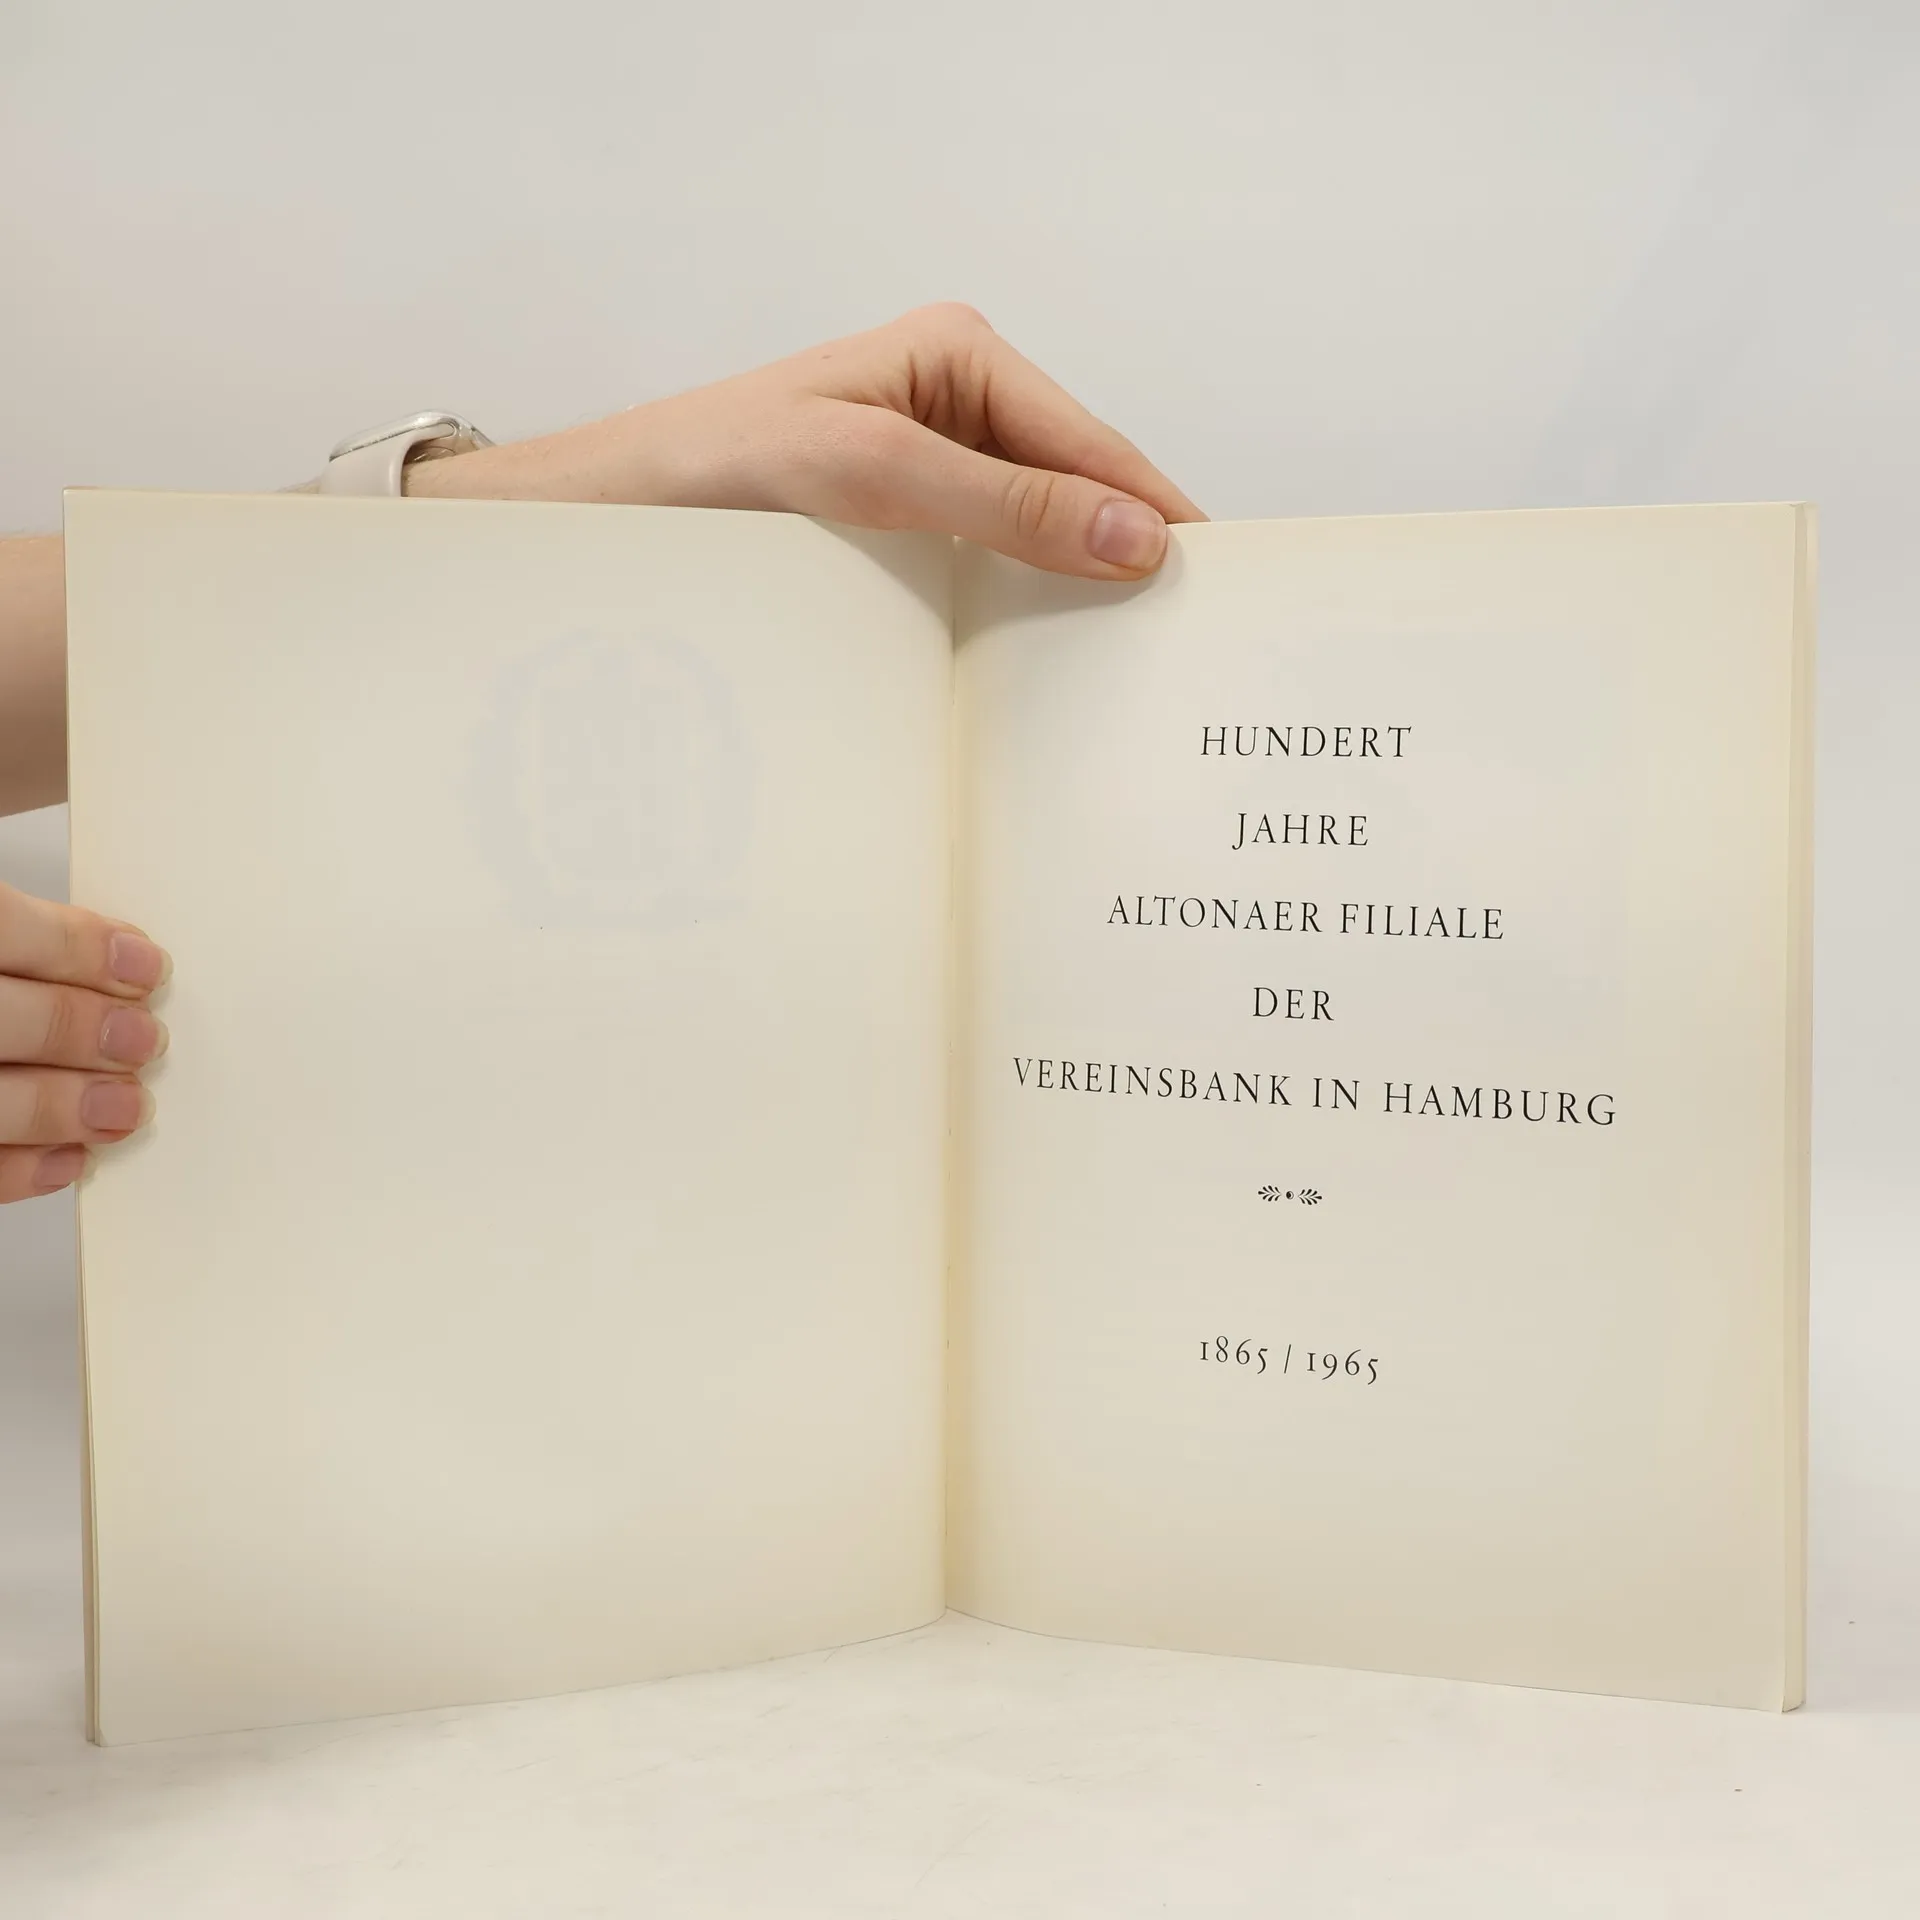 HUNDERT
JAHRE
ALTONAER FILIALE
DER
VEREINSBANK IN HAMBURG
1865 / 1965